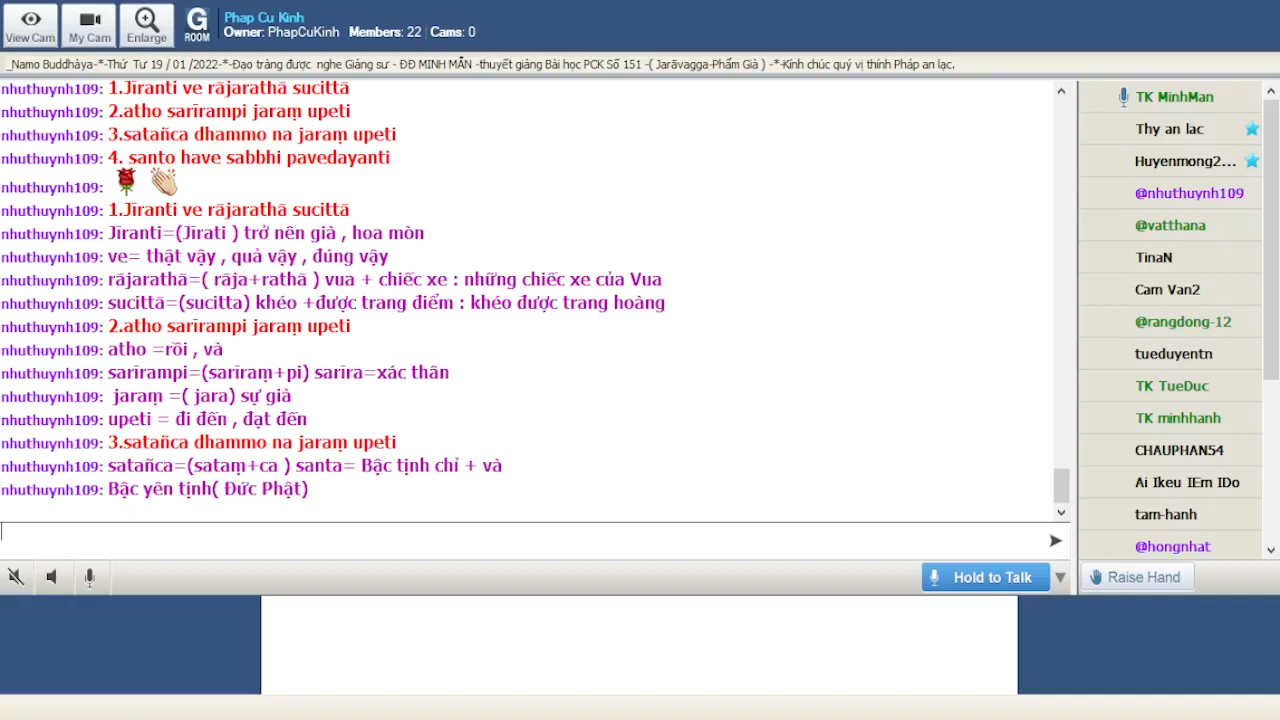 View Cam
My Cam
Enlarge
G
ROOM
Phap Cu Kinh
Owner: PhapCuKinh Members: 22 Cams: 0
_Namo Buddhàya-*-Thứ Tư 19 / 01 /2022-*-Đạo tràng được nghe Giảng sư - ĐĐ MINH MẪN -thuyết giảng Bài học PCK Số 151 -( Jarāvagga-Phẩm Già ) -*-Kính chúc quý vị thính Pháp an lạc.
nhuthuynh109: 1.Jīranti ve rājarathā sucittā
nhuthuynh109: 2.atho sarīrampi jaraṃ upeti
nhuthuynh109: 3.satañca dhammo na jaraṃ upeti
nhuthuynh109: 4. santo have sabbhi pavedayanti
nhuthuynh109:
nhuthuynh109: 1.Jīranti ve rājarathā sucittā
nhuthuynh109: Jīranti=(Jīrati ) trở nên già , hoa mòn
nhuthuynh109: ve= thật vậy , quả vậy , đúng vậy
nhuthuynh109: rājarathā=( rāja+rathā ) vua + chiếc xe : những chiếc xe của Vua
nhuthuynh109: sucittā=(sucitta) khéo +được trang điểm : khéo được trang hoàng
nhuthuynh109: 2.atho sarīrampi jaraṃ upeti
nhuthuynh109: atho =rồi , và
nhuthuynh109: sarīrampi=(sarīraṃ+pi) sarīra=xác thân
nhuthuynh109: jaraṃ =( jara) sự già
nhuthuynh109: upeti = đi đến , đạt đến
nhuthuynh109: 3.satañca dhammo na jaraṃ upeti
nhuthuynh109: satañca=(sataṃ+ca ) santa= Bậc tịnh chỉ + và
nhuthuynh109: Bậc yên tịnh( Đức Phật)
TK MinhMan
Thy an lac
Huyenmong2...
@nhuthuynh109
@vatthana
TinaN
Cam Van2
@rangdong-12
tueduyentn
TK TueDuc
TK minhhanh
CHAUPHAN54
Ai Ikeu IEm IDo
tam-hanh
@hongnhat
Hold to Talk
Raise Hand